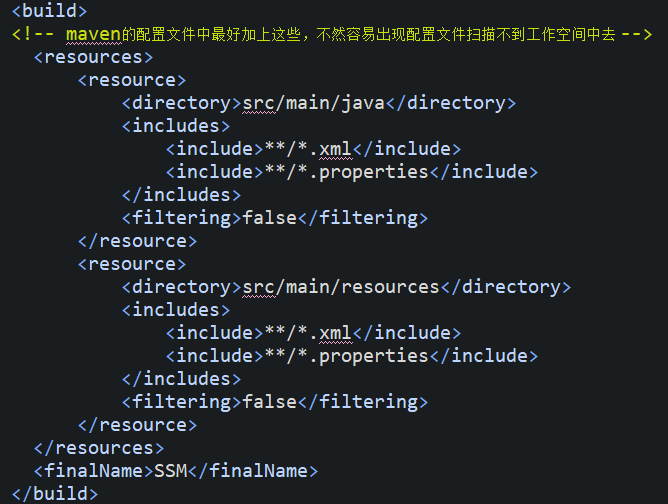 <build>
<!-- maven的配置文件中最好加上这些，不然容易出现配置文件扫描不到工作空间中去 -->
<resources>
<resource>
<directory>src/main/java</directory>
<includes>
<include>**/*.xml</include>
<include>**/*.properties</include>
</includes>
<filtering>false</filtering>
</resource>
<resource>
<directory>src/main/resources</directory>
<includes>
<include>**/*.xml</include>
<include>**/*.properties</include>
</includes>
<filtering>false</filtering>
</resource>
</resources>
<finalName>SSM</finalName>
</build>